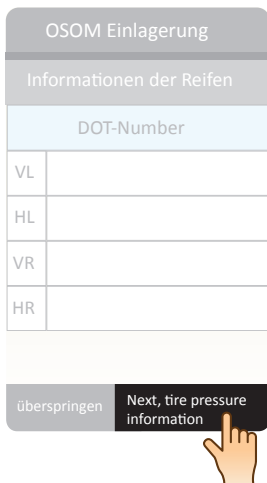 OSOM Einlagerung
Informationen der Reifen
DOT-Number
VL
HL
VR
HR
überspringen
Next, tire pressure
information